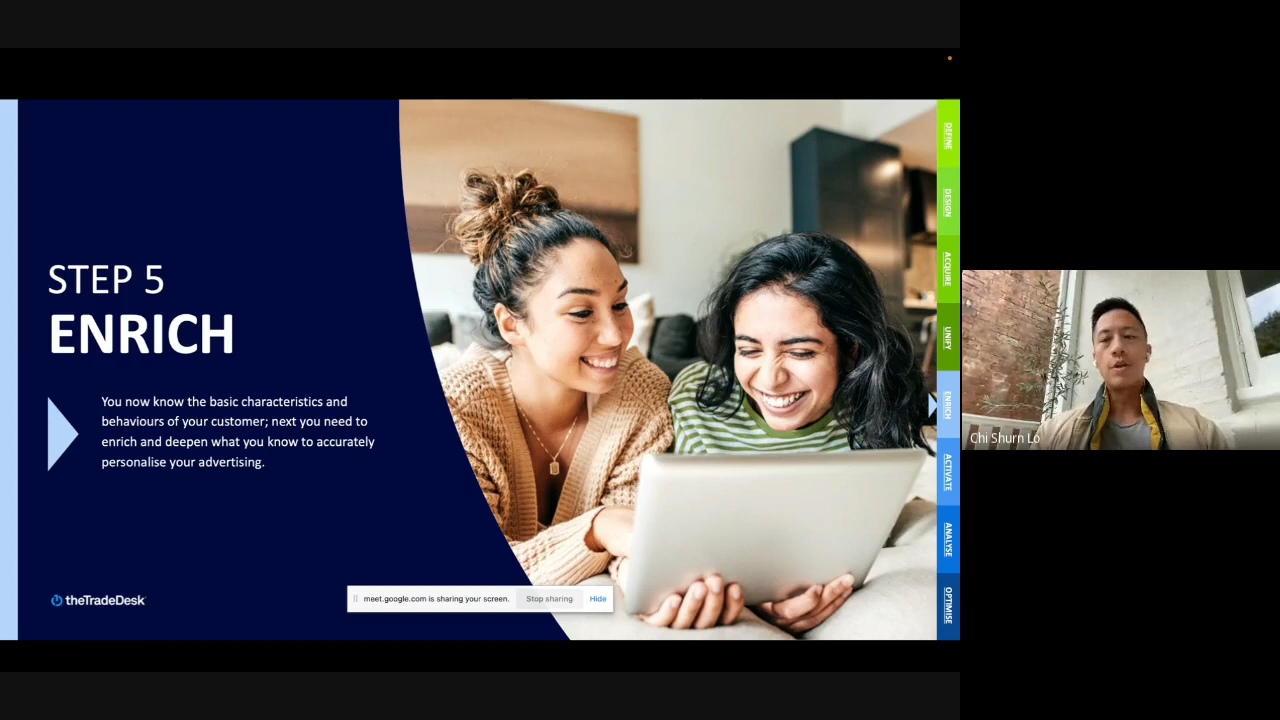 STEP 5
ENRICH
You now know the basic characteristics and
behaviours of your customer; next you need to
enrich and deepen what you know to accurately
personalise your advertising.
theTradeDesk
meet.google.com is sharing your screen.
Stop sharing
Hide
DEFINE
DESIGN
ACQUIRE
UNIFY
ENRICH
ACTIVATE
ANALYSE
OPTIMISE
Chi Shurn Lo